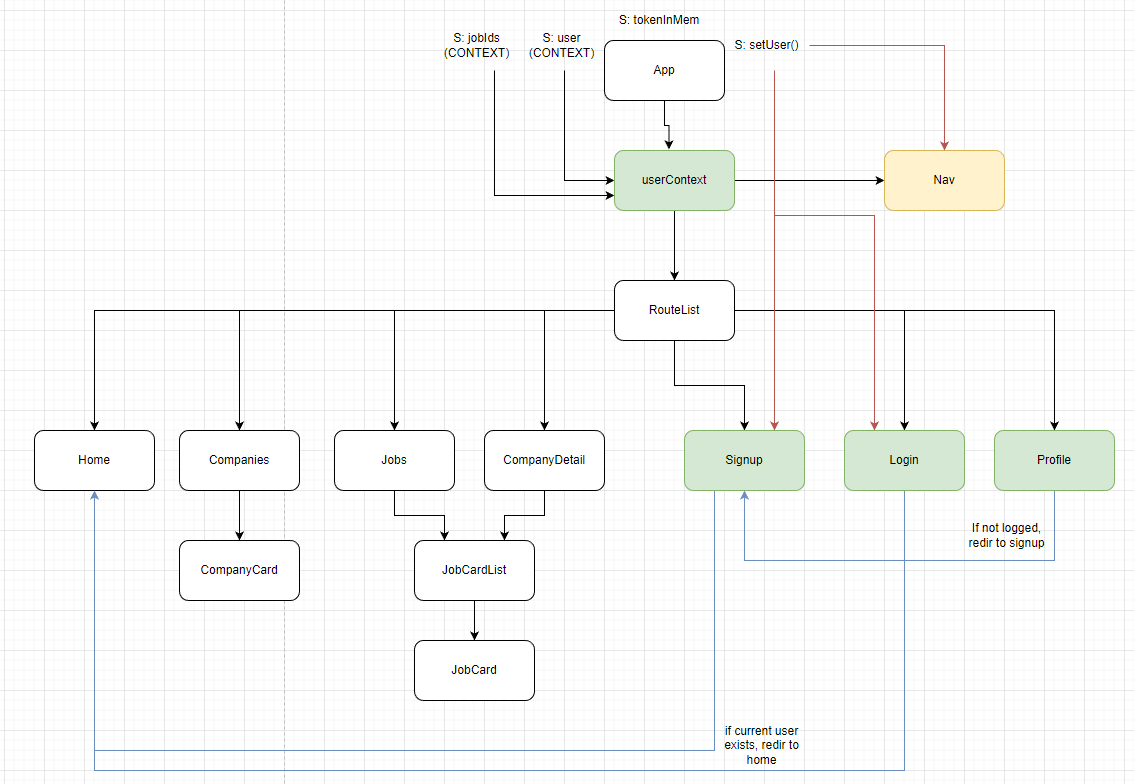 S: tokenInMem
S: jobIds
(CONTEXT)
S: user
(CONTEXT)
S: setUser()
App
userContext
Nav
RouteList
Home
Companies
Jobs
CompanyDetail
Signup
Login
Profile
If not logged,
redir to signup
CompanyCard
JobCardList
JobCard
if current user
exists, redir to
home